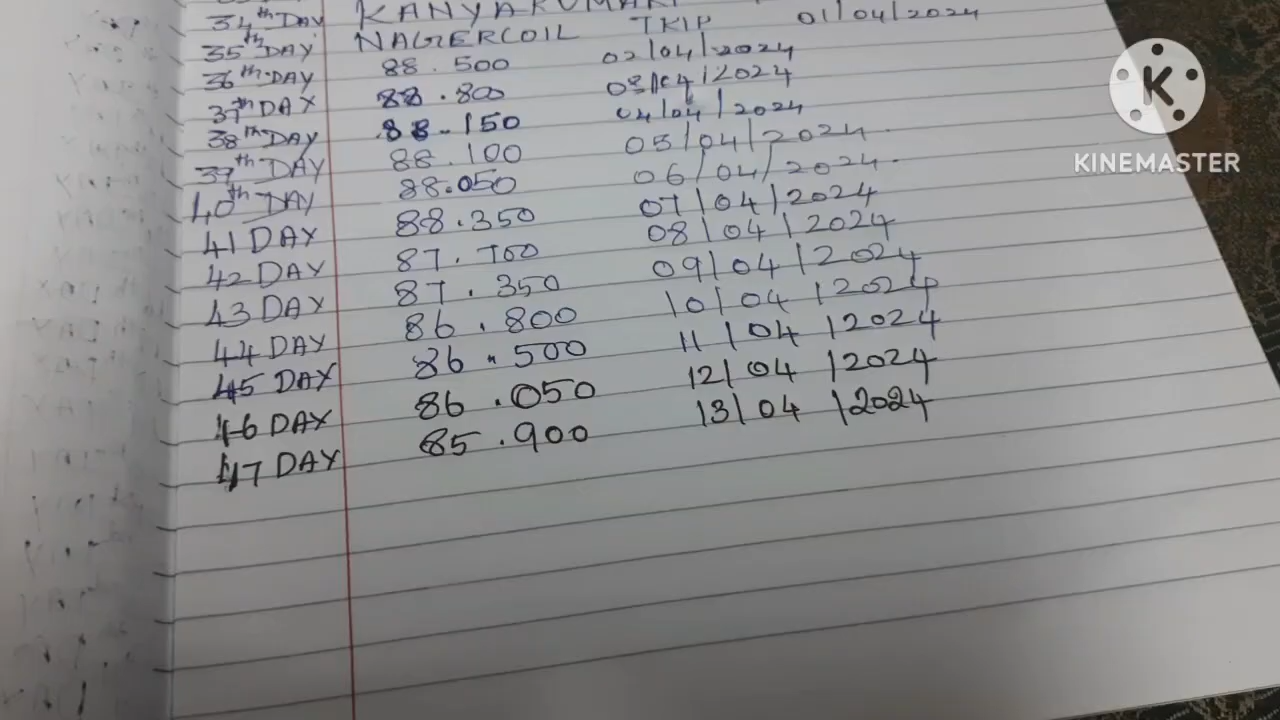 34th DAY KANYAKUMARI
35th DAY NAGERCOIL TRIP 01/04/2024
36th DAY 88.500 02/04/2024
37th DAY 88.800 03/04/2024
38th DAY 88.150 04/04/2024
39th DAY 88.100 05/04/2024
40th DAY 88.050 06/04/2024
41 DAY 88.350 07/04/2024
42 DAY 87.700 08/04/2024
43 DAY 87.350 09/04/2024
44 DAY 86.800 10/04/2024
45 DAY 86.500 11/04/2024
46 DAY 86.050 12/04/2024
47 DAY 85.900 13/04/2024
K
KINEMASTER